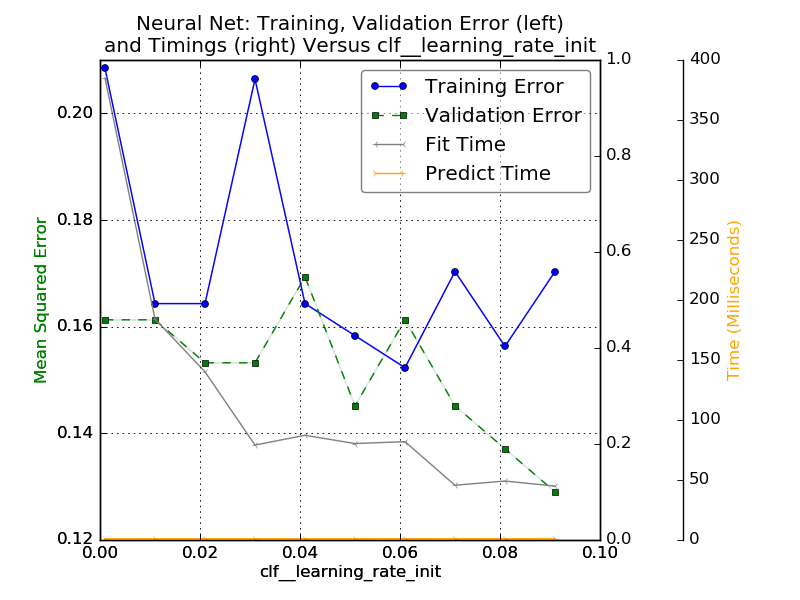 Neural Net: Training, Validation Error (left)
and Timings (right) Versus clf__learning_rate_init
Training Error
Validation Error
Fit Time
Predict Time
Mean Squared Error
0.20
0.18
0.16
0.14
0.12
0.00 0.02 0.04 0.06 0.08 0.10
clf__learning_rate_init
1.0
0.8
0.6
0.4
0.2
0.0
400
350
300
250
200
150
100
50
0
Time (Milliseconds)